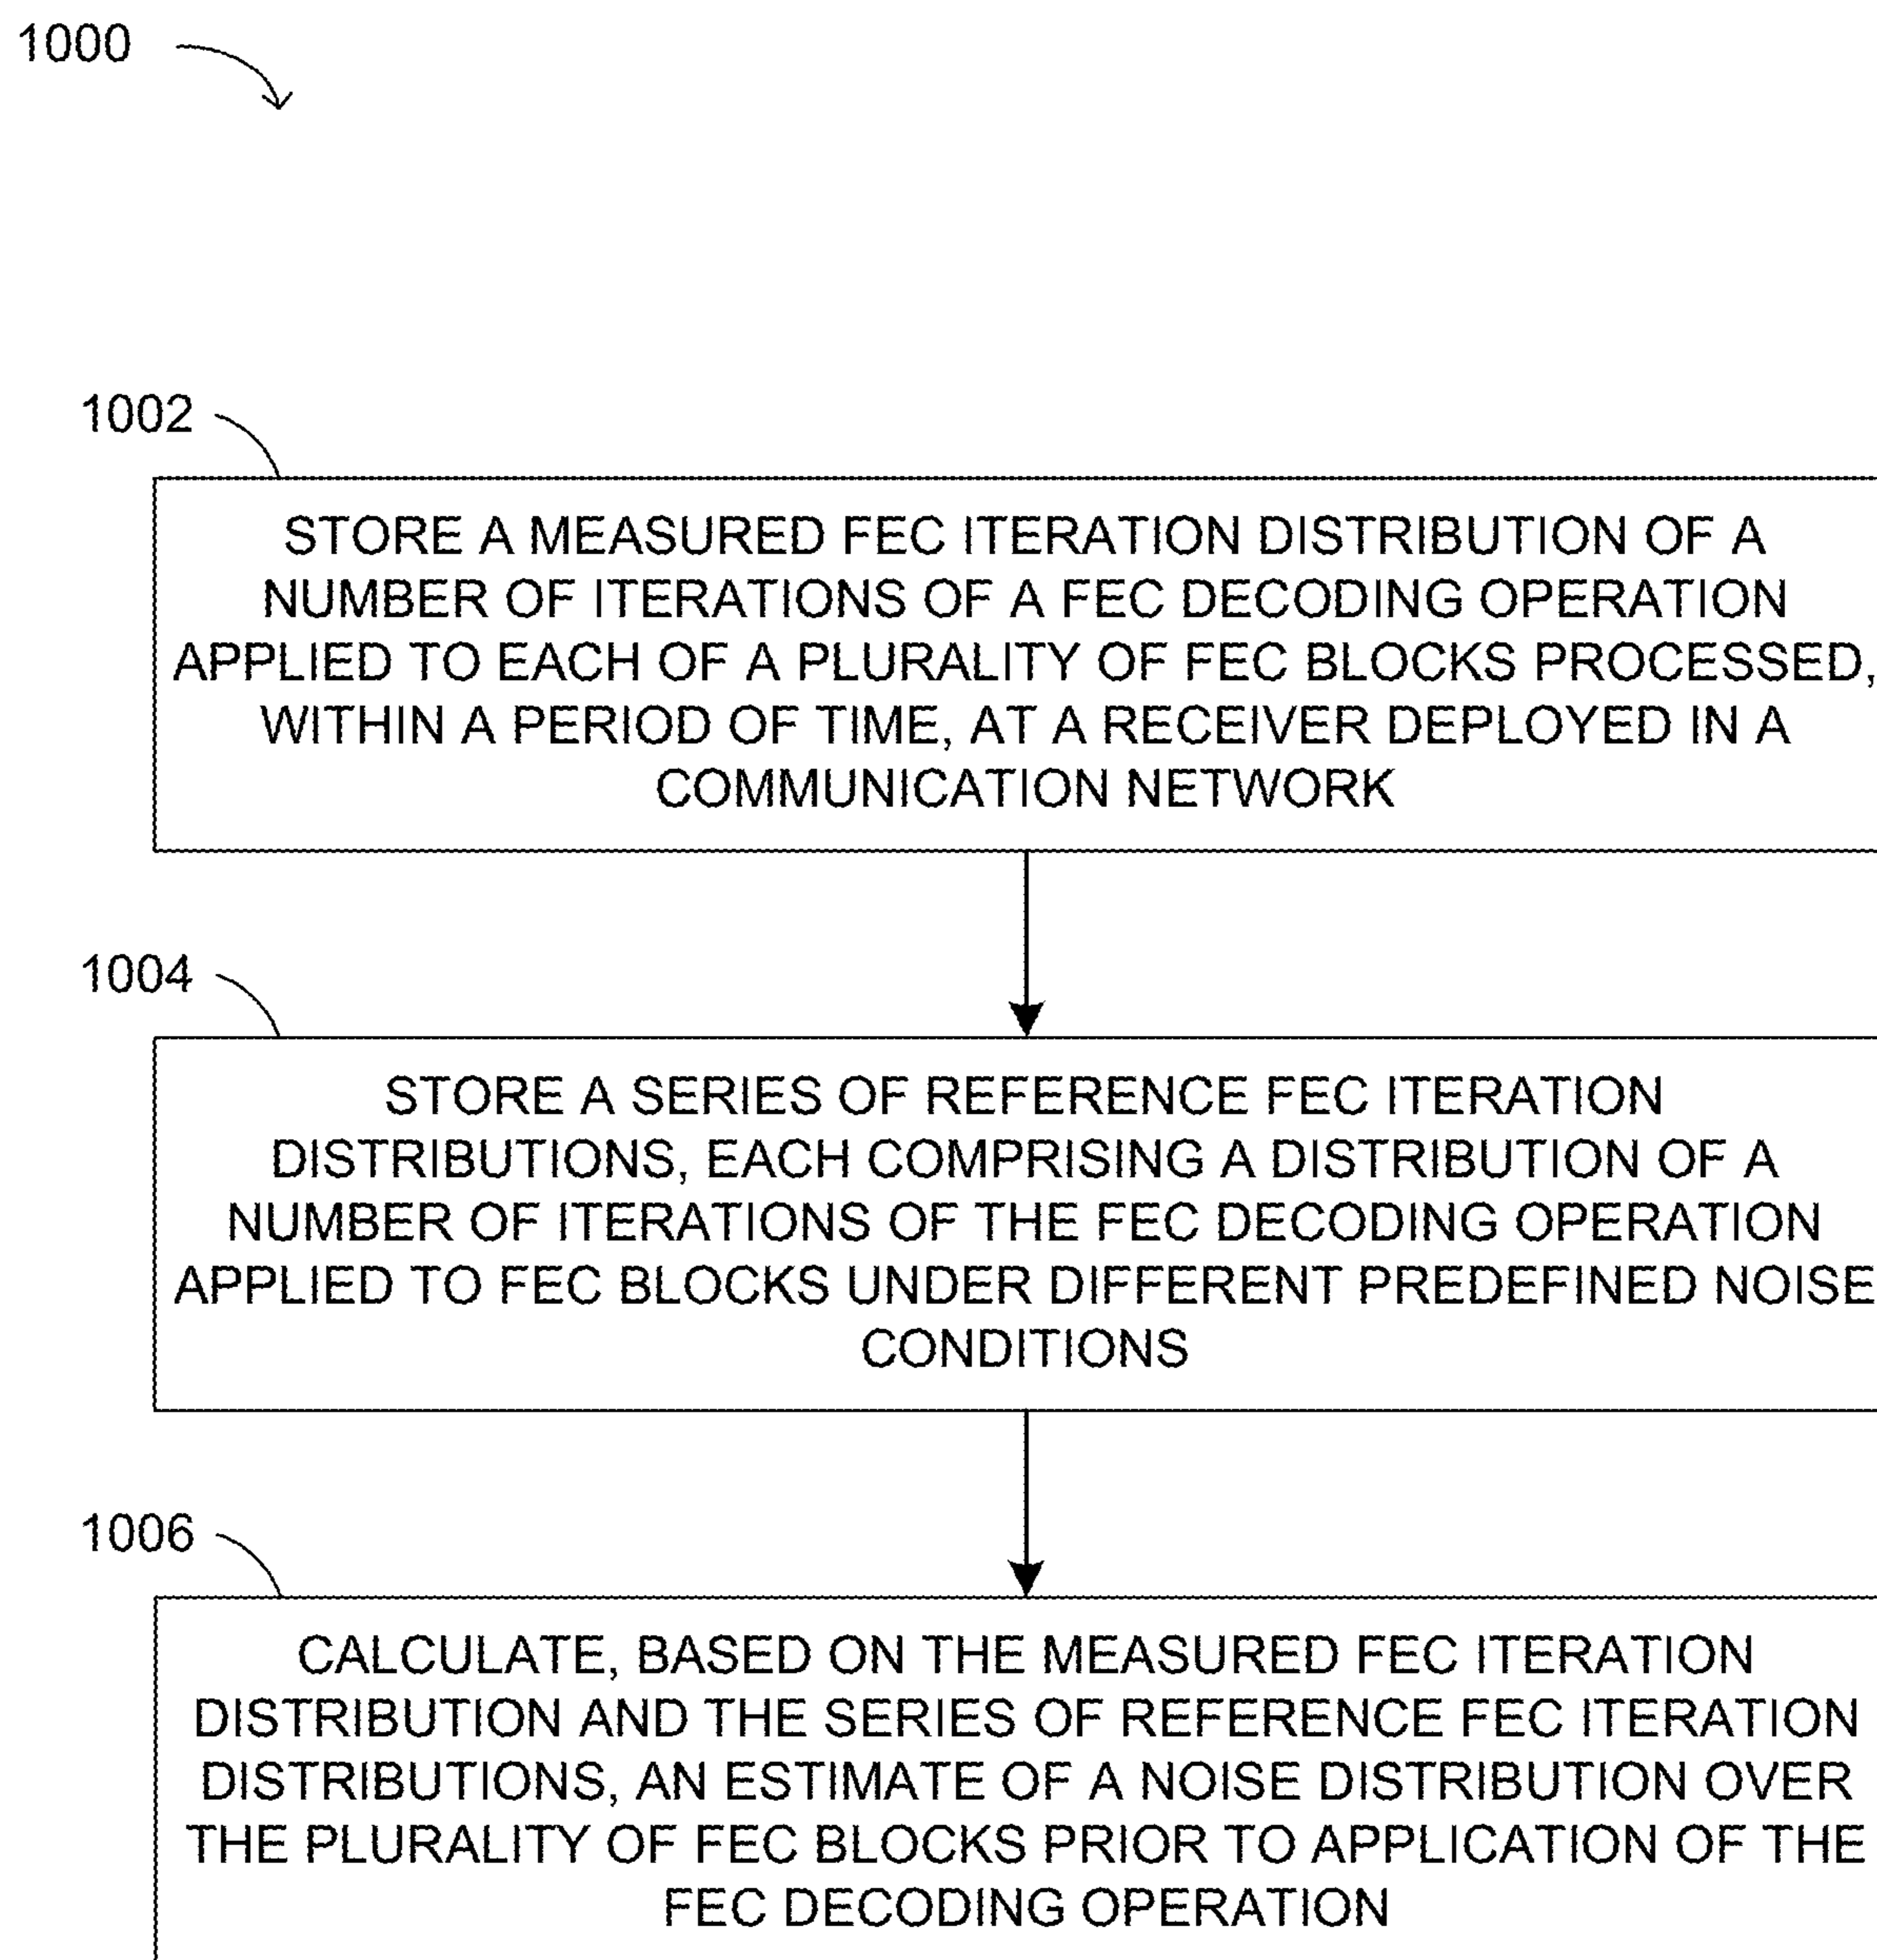 1000
1002
STORE A MEASURED FEC ITERATION DISTRIBUTION OF A
NUMBER OF ITERATIONS OF A FEC DECODING OPERATION
APPLIED TO EACH OF A PLURALITY OF FEC BLOCKS PROCESSED,
WITHIN A PERIOD OF TIME, AT A RECEIVER DEPLOYED IN A
COMMUNICATION NETWORK
1004
STORE A SERIES OF REFERENCE FEC ITERATION
DISTRIBUTIONS, EACH COMPRISING A DISTRIBUTION OF A
NUMBER OF ITERATIONS OF THE FEC DECODING OPERATION
APPLIED TO FEC BLOCKS UNDER DIFFERENT PREDEFINED NOISE
CONDITIONS
1006
CALCULATE, BASED ON THE MEASURED FEC ITERATION
DISTRIBUTION AND THE SERIES OF REFERENCE FEC ITERATION
DISTRIBUTIONS, AN ESTIMATE OF A NOISE DISTRIBUTION OVER
THE PLURALITY OF FEC BLOCKS PRIOR TO APPLICATION OF THE
FEC DECODING OPERATION